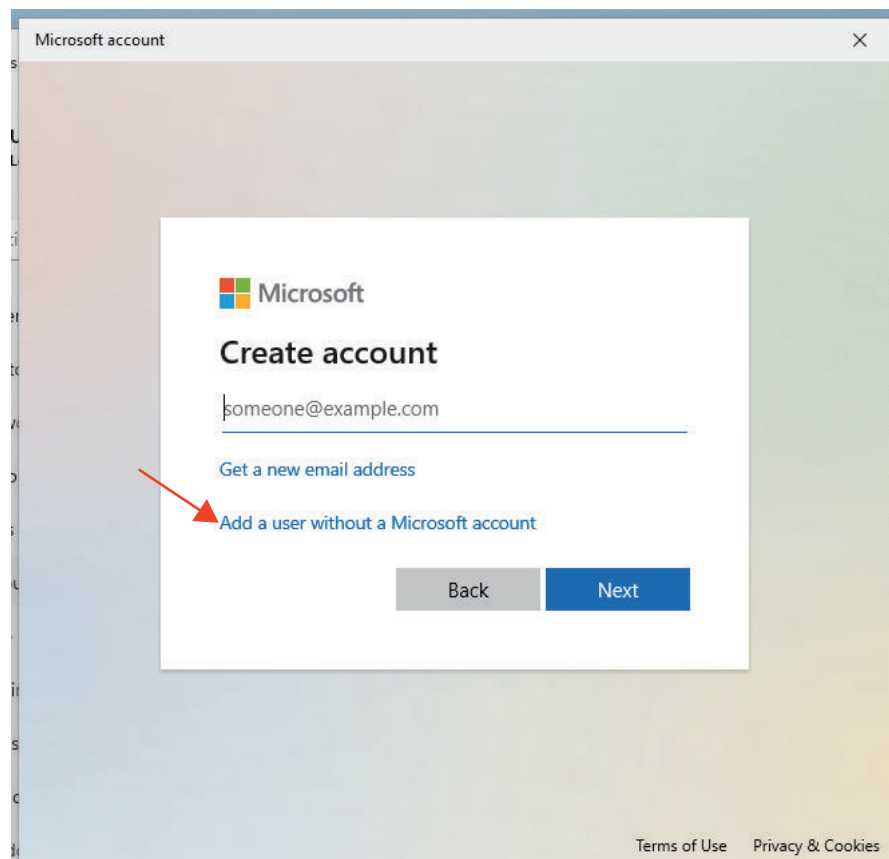 Microsoft account
Microsoft
Create account
someone@example.com
Get a new email address
Add a user without a Microsoft account
Back Next
Terms of Use Privacy & Cookies